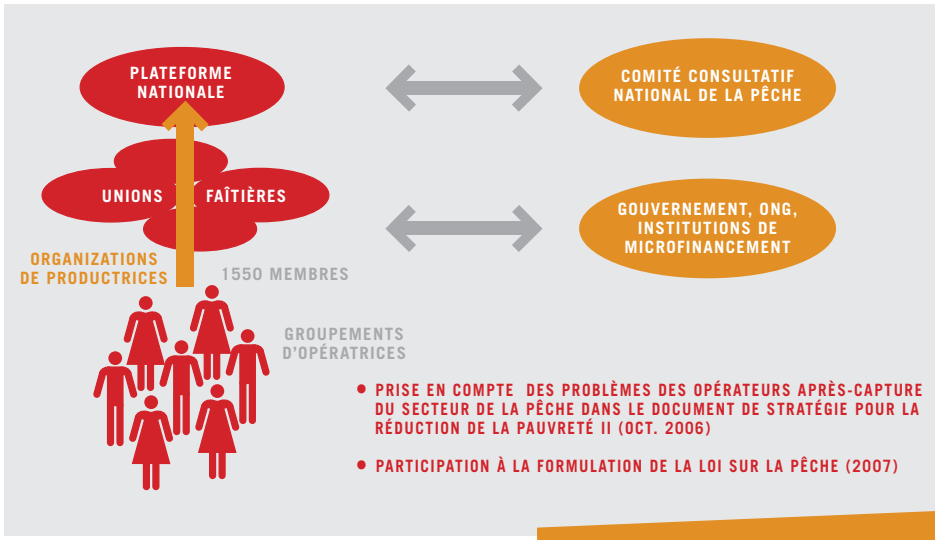 PLATEFORME
NATIONALE
COMITÉ CONSULTATIF
NATIONAL DE LA PÊCHE
UNIONS FAÎTIÈRES
GOUVERNEMENT, ONG,
INSTITUTIONS DE
MICROFINANCEMENT
ORGANIZATIONS
DE PRODUCTRICES
1550 MEMBRES
GROUPEMENTS
D'OPÉRATRICES
• PRISE EN COMPTE DES PROBLÈMES DES OPÉRATEURS APRÈS-CAPTURE
DU SECTEUR DE LA PÊCHE DANS LE DOCUMENT DE STRATÉGIE POUR LA
RÉDUCTION DE LA PAUVRETÉ II (OCT. 2006)
• PARTICIPATION À LA FORMULATION DE LA LOI SUR LA PÊCHE (2007)